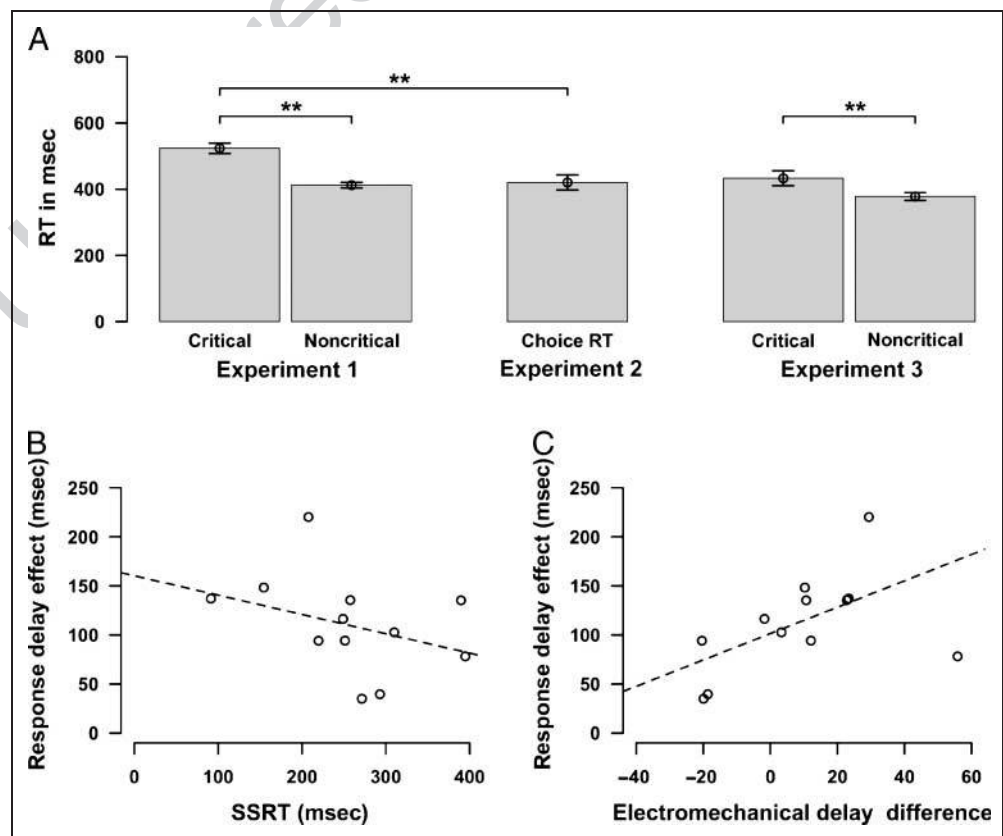 A
800
600
400
200
0
RT in msec
**
**
**
Critical Noncritical Choice RT Critical Noncritical
Experiment 1 Experiment 2 Experiment 3
B
Response delay effect (msec)
250
200
150
100
50
0
0 100 200 300 400
SSRT (msec)
C
Response delay effect (msec)
250
200
150
100
50
0
−40 −20 0 20 40 60
Electromechanical delay difference